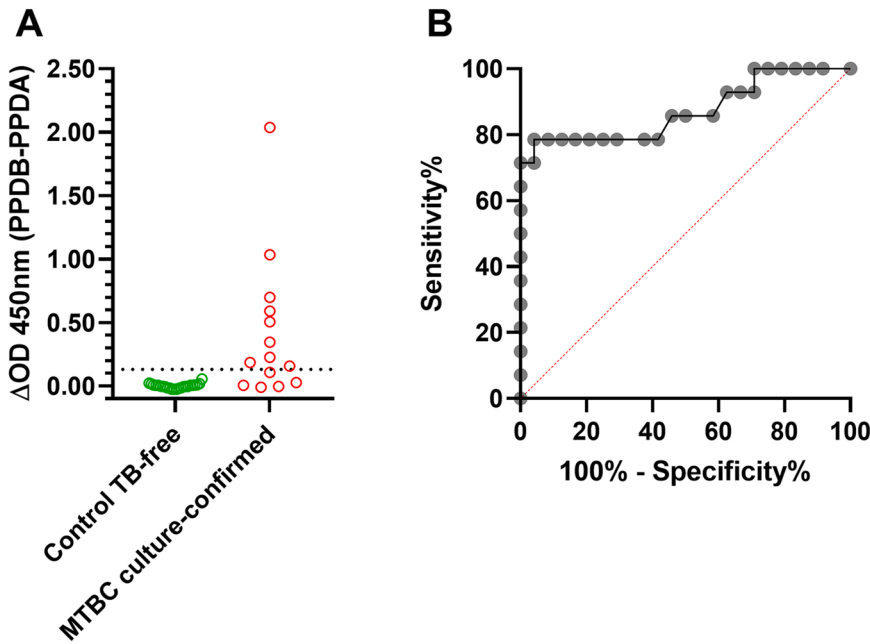 A
ΔOD 450nm (PPDB-PPDA)
2.50
2.00
1.50
1.00
0.50
0.00
Control TB-free
MTBC culture-confirmed
B
Sensitivity%
100
80
60
40
20
0
0 20 40 60 80 100
100% - Specificity%